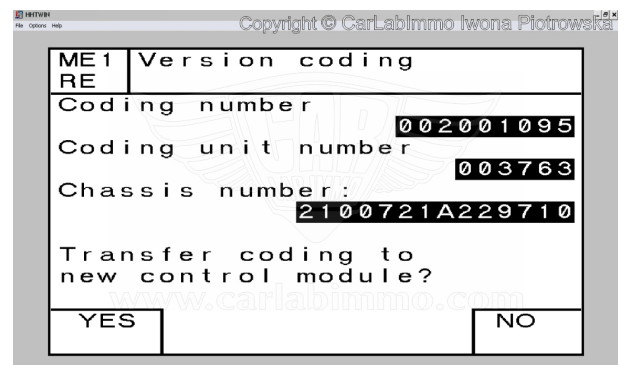 HHTWIN
File Options Help
Copyright © CarLabImmo Iwona Piotrowska
ME1 Version coding
RE
Coding number
002001095
Coding unit number
003763
Chassis number:
2100721A229710
Transfer coding to
new control module?
www.carlabimmo.com
YES NO